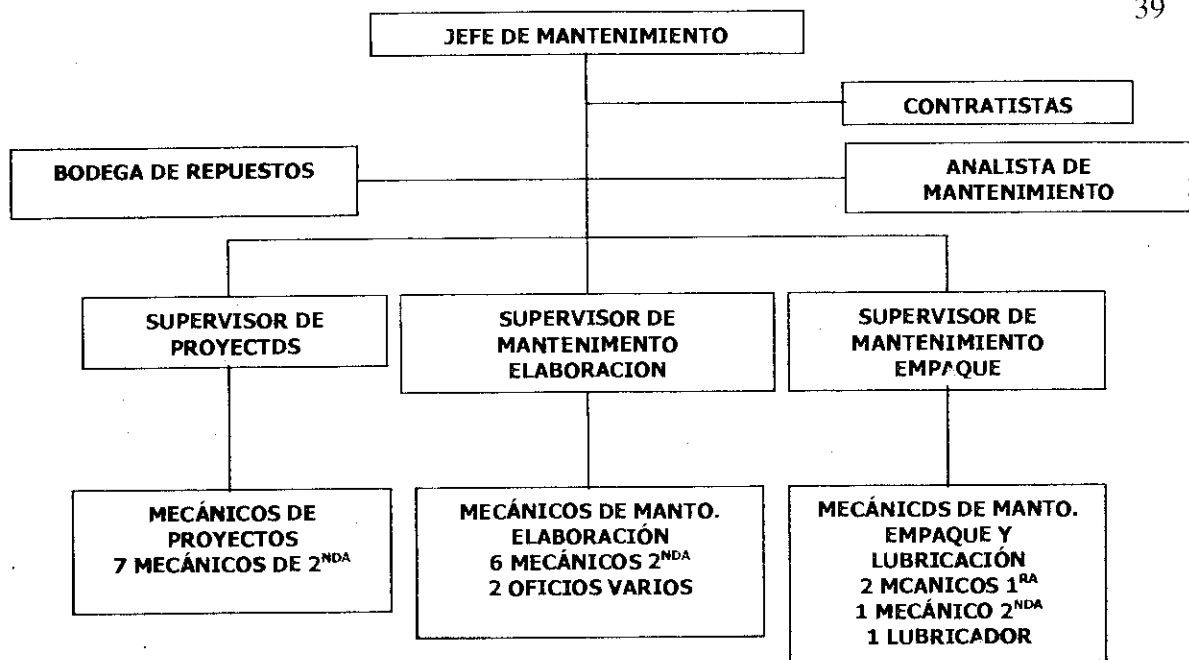 39
JEFE DE MANTENIMIENTO
CONTRATISTAS
BODEGA DE REPUESTOS
ANALISTA DE
MANTENIMIENTO
SUPERVISOR DE
PROYECTDS
SUPERVISOR DE
MANTENIMENTO
ELABORACION
SUPERVISOR DE
MANTENIMIENTO
EMPAQUE
MECÁNICOS DE
PROYECTOS
7 MECÁNICOS DE 2NDA
MECÁNICOS DE MANTO.
ELABORACIÓN
6 MECÁNICOS 2NDA
2 OFICIOS VARIOS
MECÁNICDS DE MANTO.
EMPAQUE Y
LUBRICACIÓN
2 MCANICOS 1RA
1 MECÁNICO 2NDA
1 LUBRICADOR